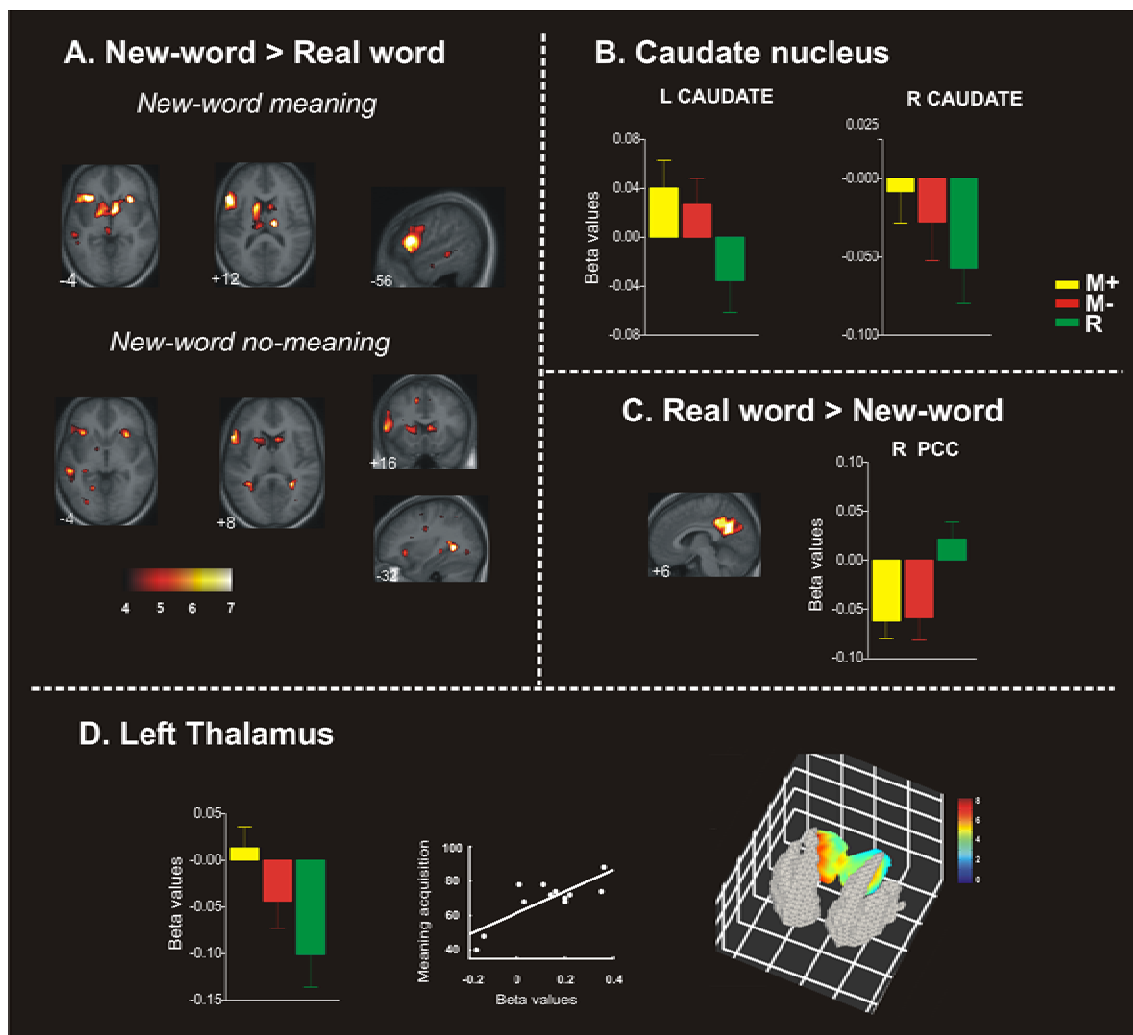 A. New-word > Real word
New-word meaning
-4
+12
-56
New-word no-meaning
-4
+8
+16
-32
4 5 6 7
B. Caudate nucleus
L CAUDATE
Beta values
0.08
0.04
0.00
-0.04
-0.08
R CAUDATE
0.025
-0.000
-0.050
-0.100
M+
M-
R
C. Real word > New-word
+6
R PCC
Beta values
0.10
0.05
0.00
-0.05
-0.10
D. Left Thalamus
Beta values
0.05
-0.00
-0.05
-0.10
-0.15
Meaning acquisition
100
80
60
40
-0.2 0 0.2 0.4
Beta values
8
6
4
2
0